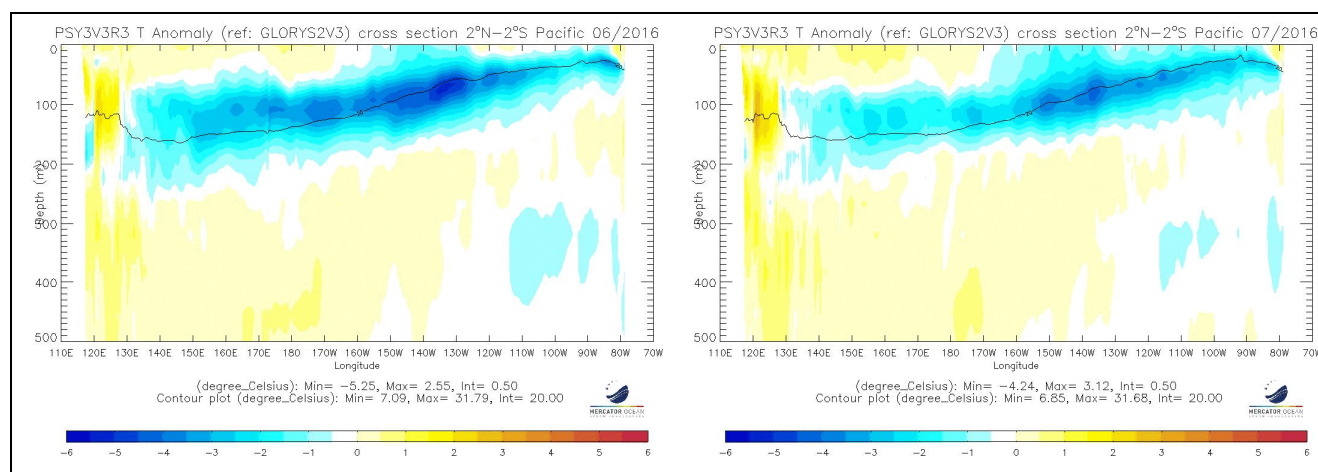 PSY3V3R3 T Anomaly (ref: GLORYS2V3) cross section 2°N-2°S Pacific 06/2016
0
100
200
300
400
500
Depth (m)
110E 120E 130E 140E 150E 160E 170E 180 170W 160W 150W 140W 130W 120W 110W 100W 90W 80W 70W
Longitude
(degree_Celsius): Min= -5.25, Max= 2.55, Int= 0.50
Contour plot (degree_Celsius): Min= 7.09, Max= 31.79, Int= 20.00
MERCATOR OCEAN
-6 -5 -4 -3 -2 -1 0 1 2 3 4 5 6
PSY3V3R3 T Anomaly (ref: GLORYS2V3) cross section 2°N-2°S Pacific 07/2016
0
100
200
300
400
500
Depth (m)
110E 120E 130E 140E 150E 160E 170E 180 170W 160W 150W 140W 130W 120W 110W 100W 90W 80W 70W
Longitude
(degree_Celsius): Min= -4.24, Max= 3.12, Int= 0.50
Contour plot (degree_Celsius): Min= 6.85, Max= 31.68, Int= 20.00
MERCATOR OCEAN
-6 -5 -4 -3 -2 -1 0 1 2 3 4 5 6